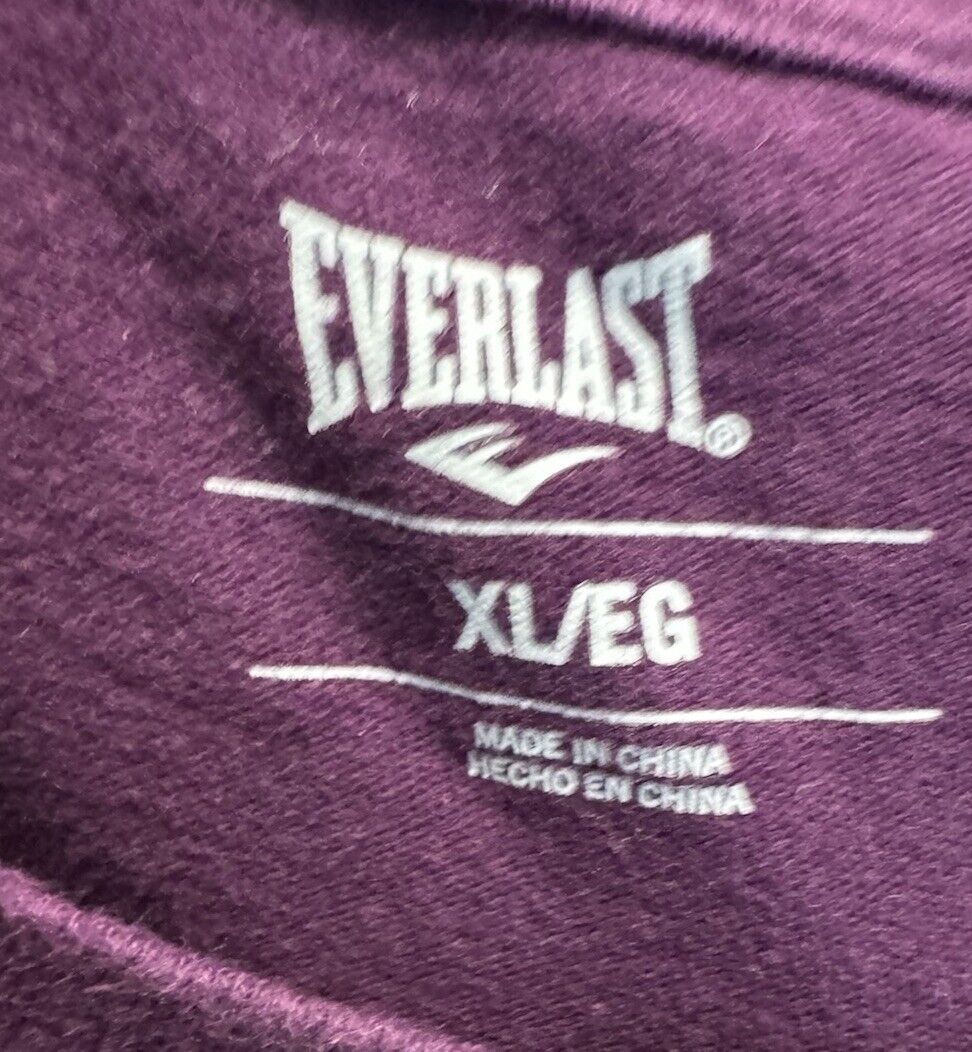 EVERLAST®
XL/EG
MADE IN CHINA
HECHO EN CHINA